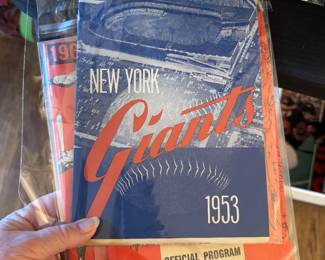 NEW YORK
Giants
1953
OFFICIAL PROGRAM